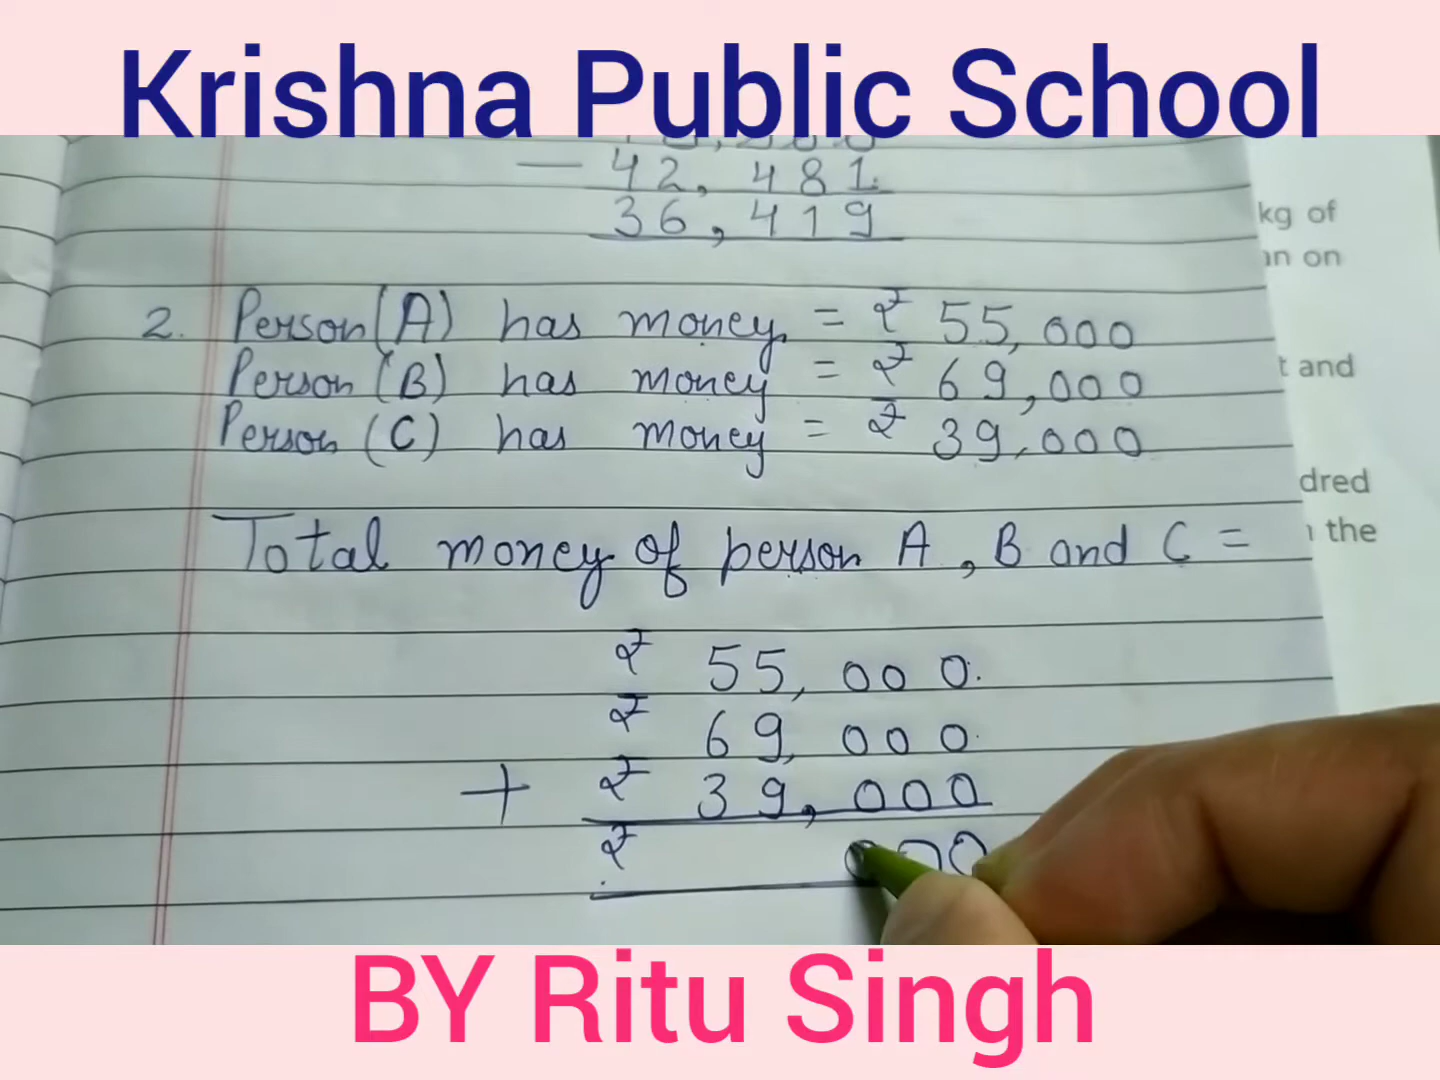 Krishna Public School
— 42,481
36,419
kg of
an on
2. Person (A) has money = ₹ 55,000
Person (B) has money = ₹ 69,000
t and
Person (C) has money = ₹ 39,000
dred
Total money of person A, B and C =
the
₹ 55,000
₹ 69,000
+ ₹ 39,000
₹ 000
BY Ritu Singh